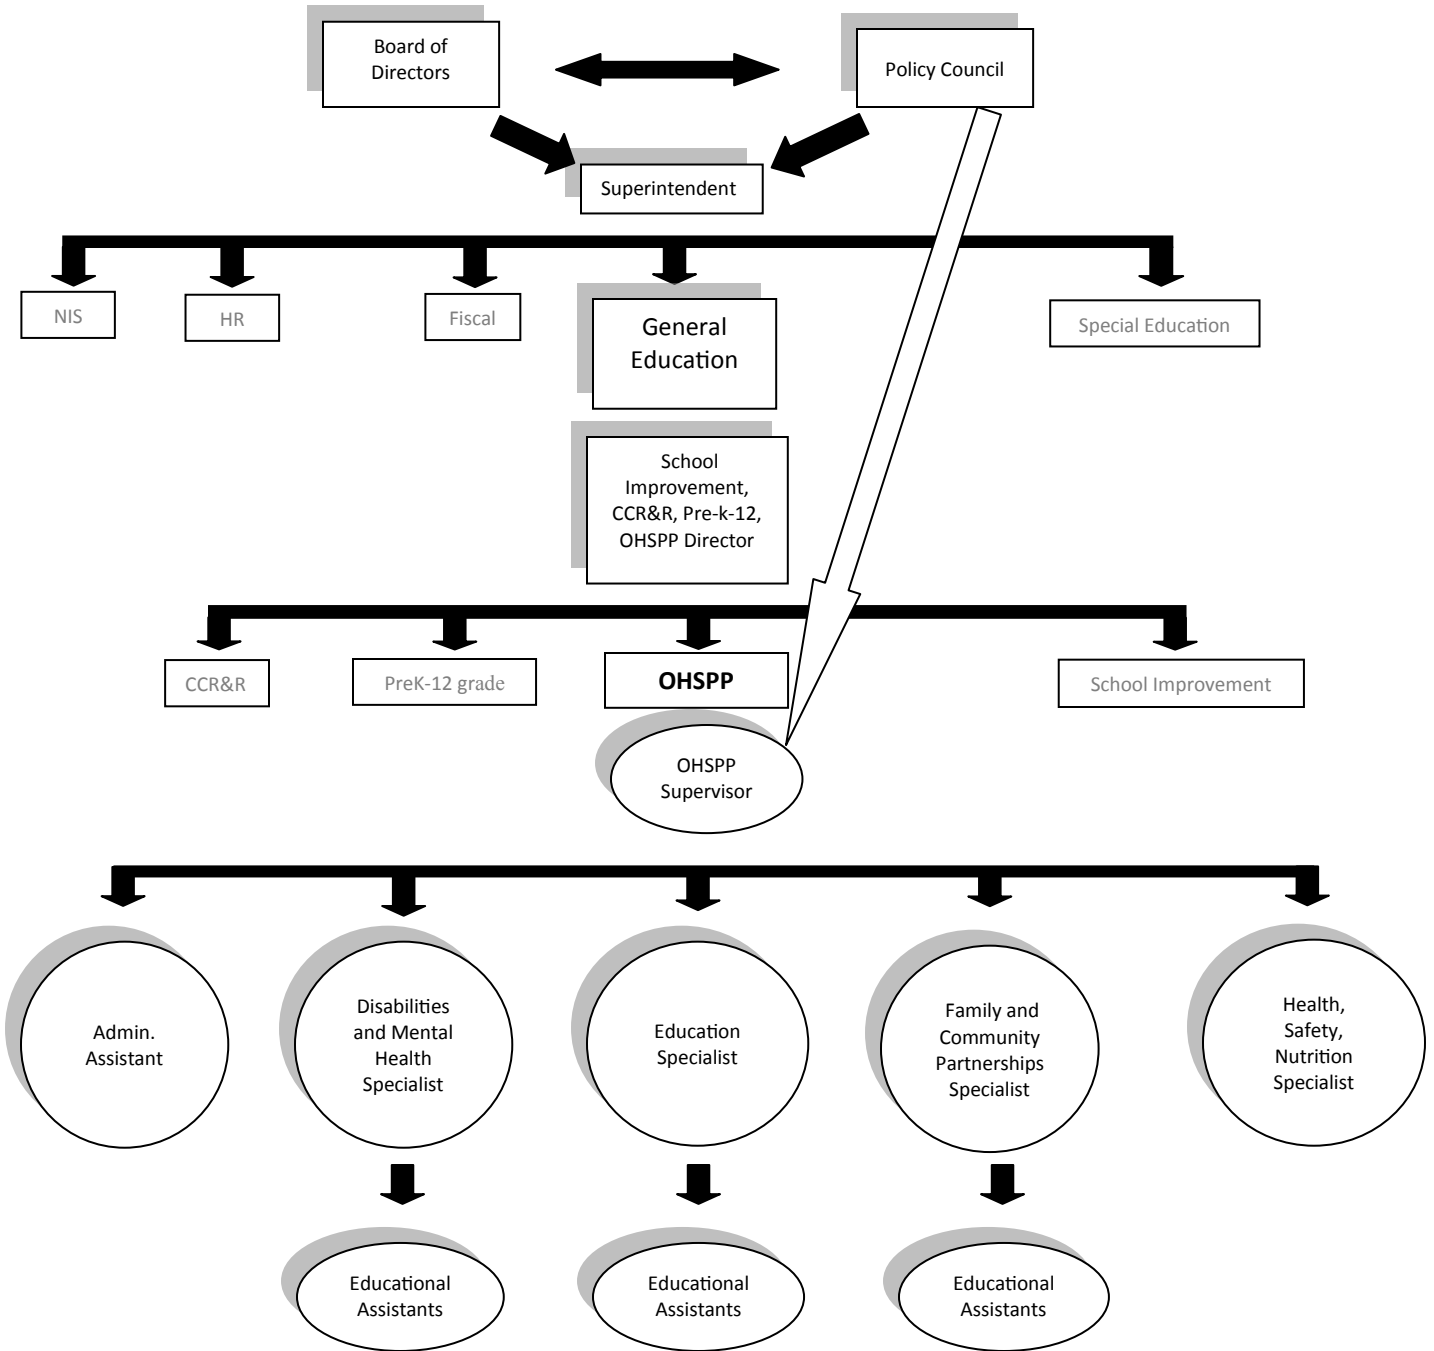 Board of
Directors
Policy Council
Superintendent
NIS
HR
Fiscal
General
Education
Special Education
School
Improvement,
CCR&R, Pre-k-12,
OHSPP Director
CCR&R
PreK-12 grade
OHSPP
School Improvement
OHSPP
Supervisor
Admin.
Assistant
Disabilities
and Mental
Health
Specialist
Education
Specialist
Family and
Community
Partnerships
Specialist
Health,
Safety,
Nutrition
Specialist
Educational
Assistants
Educational
Assistants
Educational
Assistants